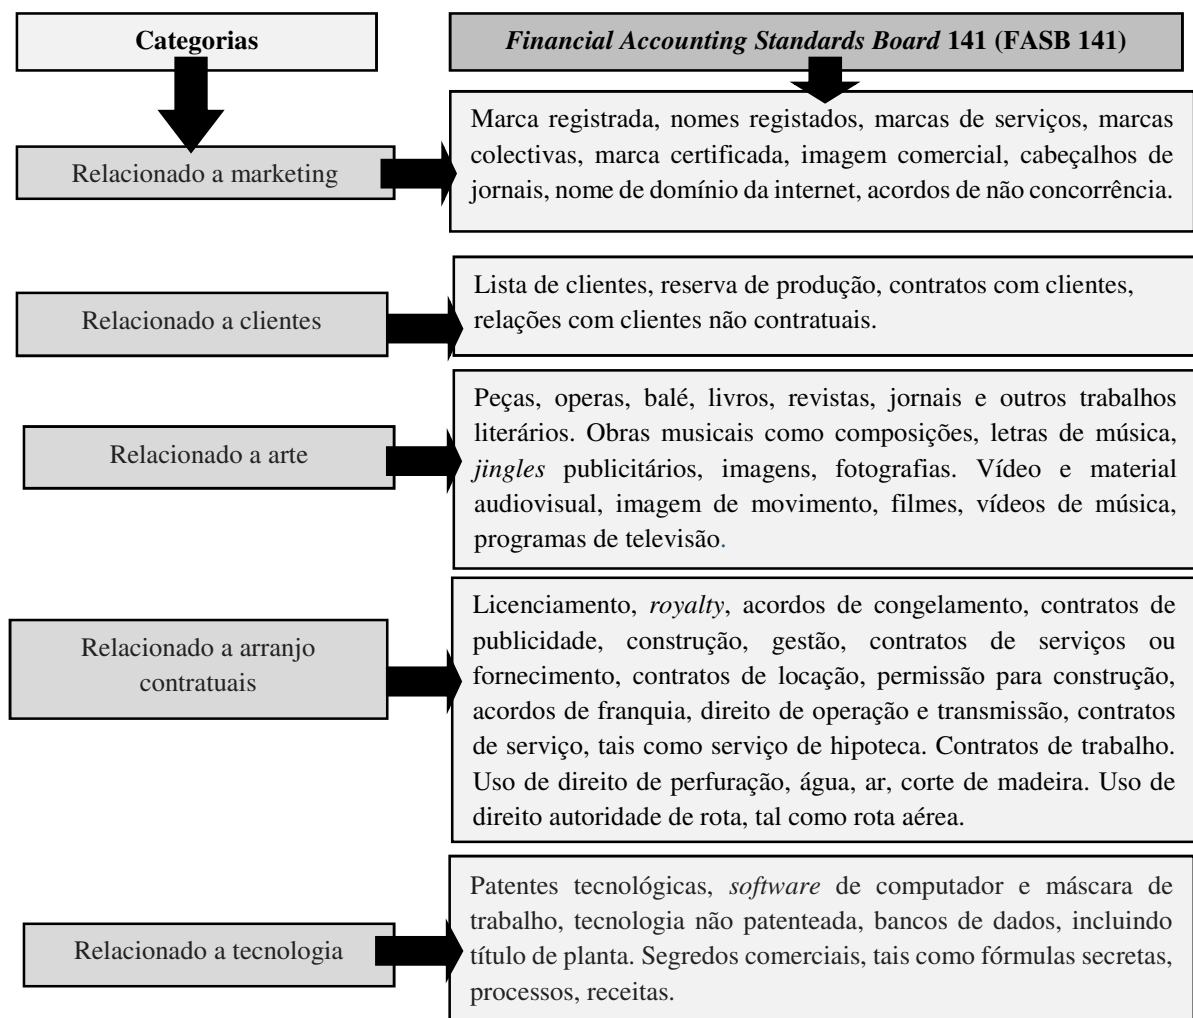 Categorias
Financial Accounting Standards Board 141 (FASB 141)
Relacionado a marketing
Marca registrada, nomes registados, marcas de serviços, marcas
colectivas, marca certificada, imagem comercial, cabeçalhos de
jornais, nome de domínio da internet, acordos de não concorrência.
Relacionado a clientes
Lista de clientes, reserva de produção, contratos com clientes,
relações com clientes não contratuais.
Relacionado a arte
Peças, operas, balé, livros, revistas, jornais e outros trabalhos
literários. Obras musicais como composições, letras de música,
jingles publicitários, imagens, fotografias. Vídeo e material
audiovisual, imagem de movimento, filmes, vídeos de música,
programas de televisão.
Relacionado a arranjo
contratuais
Licenciamento, royalty, acordos de congelamento, contratos de
publicidade, construção, gestão, contratos de serviços ou
fornecimento, contratos de locação, permissão para construção,
acordos de franquia, direito de operação e transmissão, contratos
de serviço, tais como serviço de hipoteca. Contratos de trabalho.
Uso de direito de perfuração, água, ar, corte de madeira. Uso de
direito autoridade de rota, tal como rota aérea.
Relacionado a tecnologia
Patentes tecnológicas, software de computador e máscara de
trabalho, tecnologia não patenteada, bancos de dados, incluindo
título de planta. Segredos comerciais, tais como fórmulas secretas,
processos, receitas.